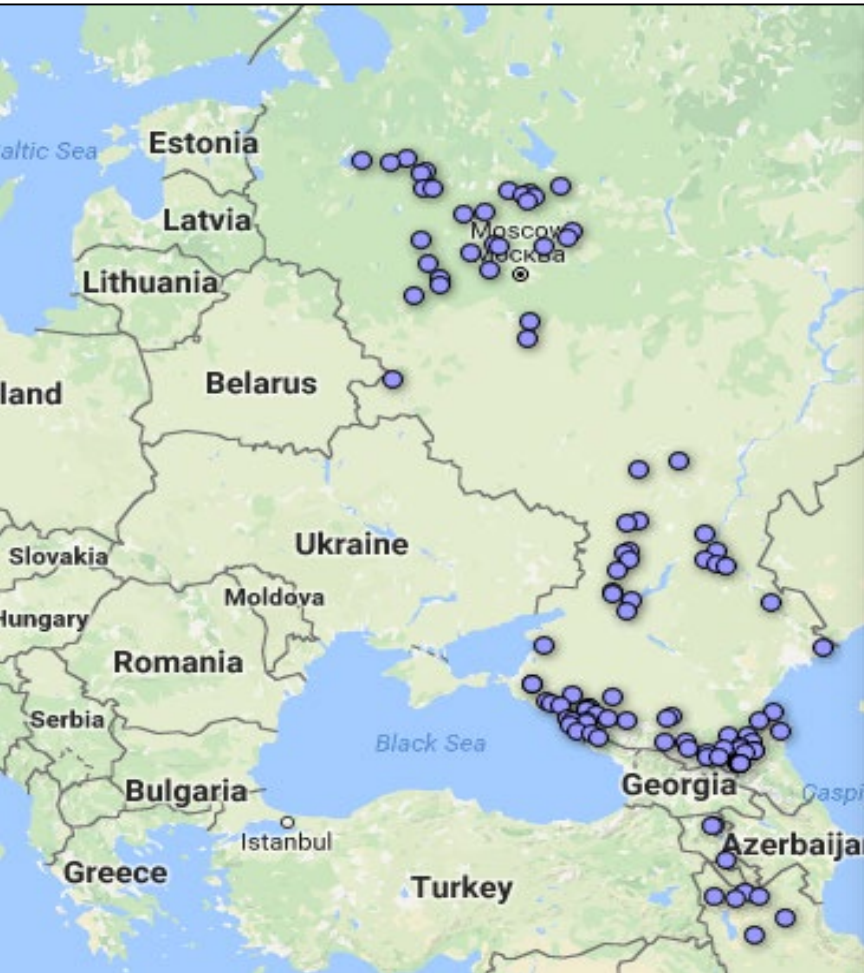 Estonia
altic Sea
Latvia
Moscow
Москва
Lithuania
Belarus
land
Ukraine
Slovakia
Moldova
Hungary
Romania
Serbia
Black Sea
Georgia
Bulgaria
Caspi
Istanbul
Azerbaija
Greece
Turkey